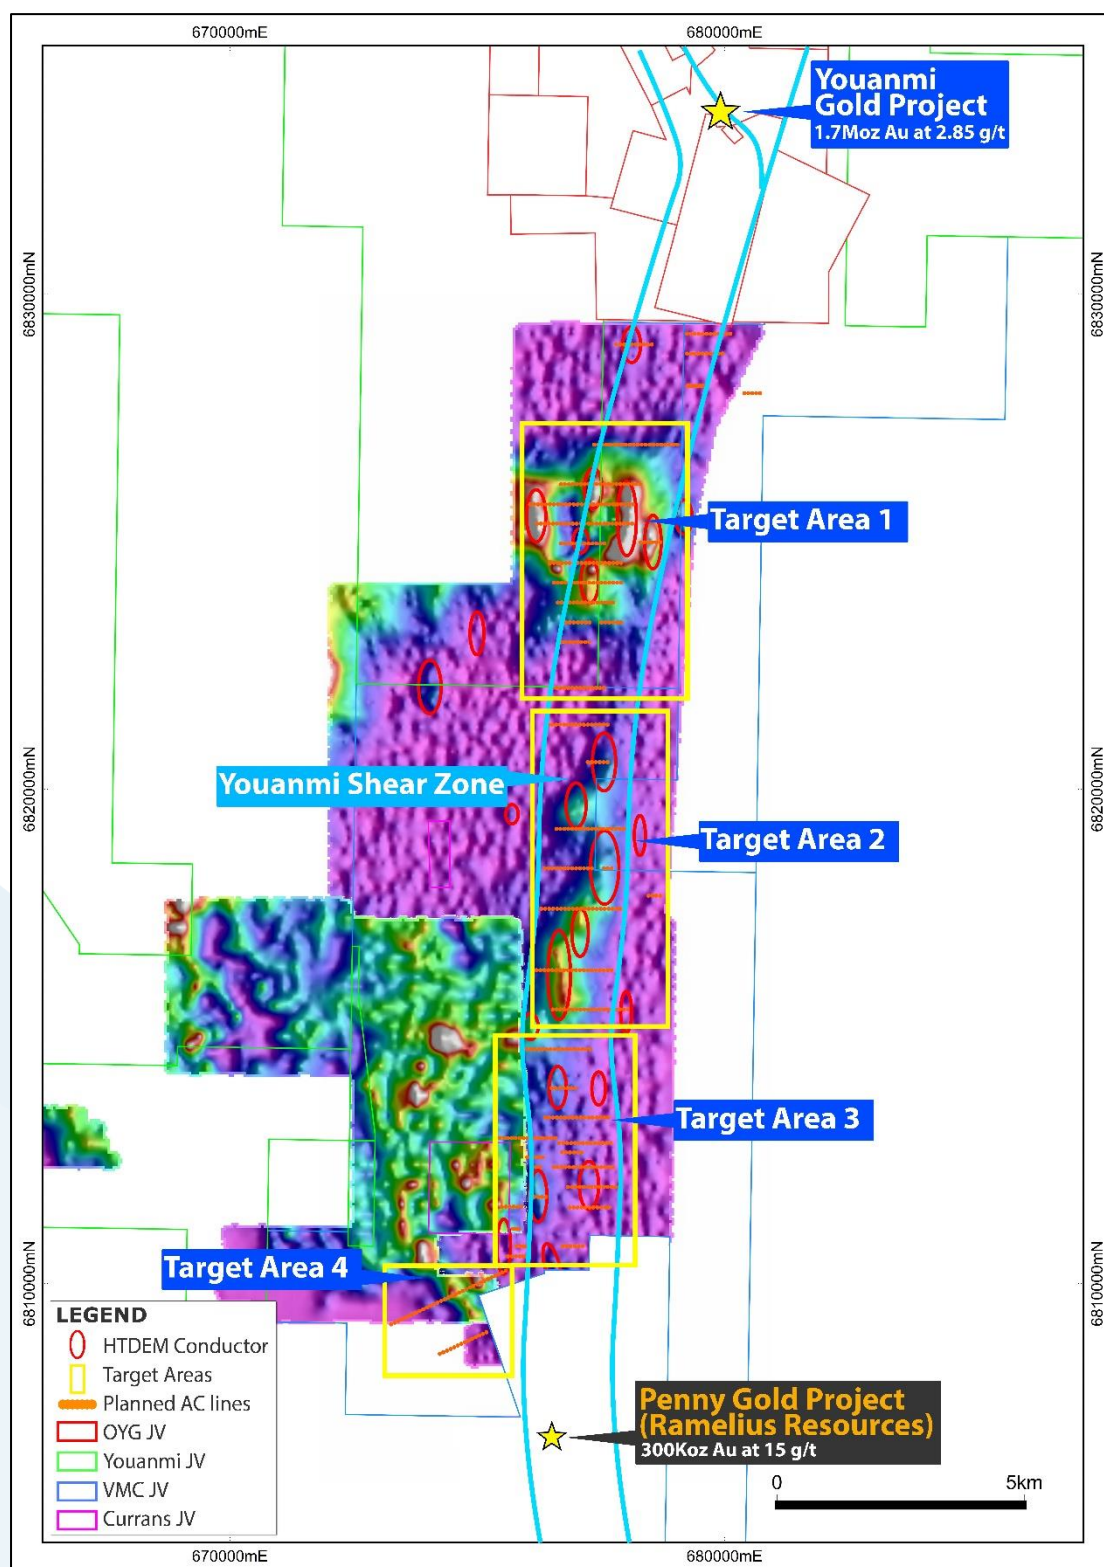 670000mE
680000mE
Youanmi
Gold Project
1.7Moz Au at 2.85 g/t
6830000mN
6830000mN
Target Area 1
Youanmi Shear Zone
6820000mN
6820000mN
Target Area 2
Target Area 3
Target Area 4
6810000mN
6810000mN
LEGEND
HTDEM Conductor
Target Areas
Planned AC lines
OYG JV
Youanmi JV
VMC JV
Currans JV
Penny Gold Project
(Ramelius Resources)
300Koz Au at 15 g/t
0
5km
670000mE
680000mE